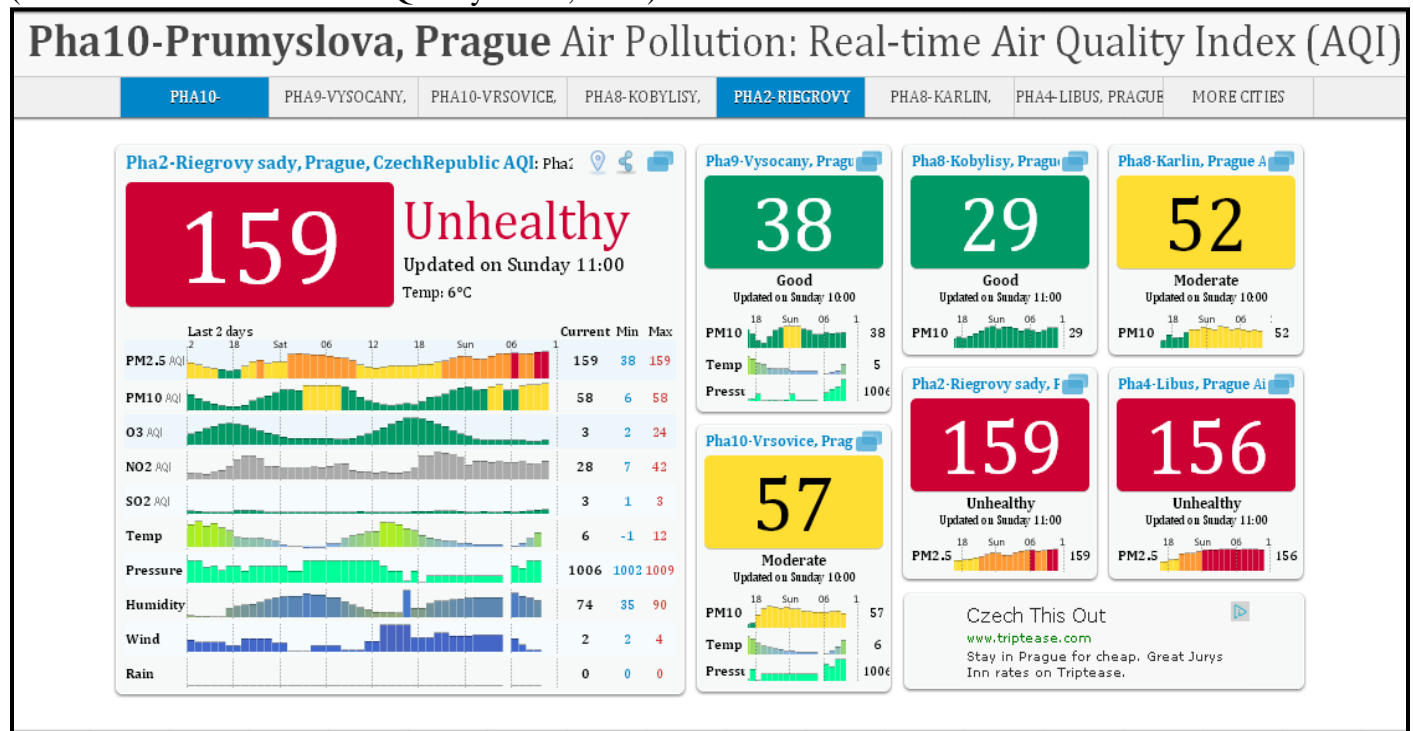 Pha10-Prumyslova, Prague Air Pollution: Real-time Air Quality Index (AQI)
PHA10- PHA9-VYSOCANY, PHA10-VRSOVICE, PHA8-KOBYLISY, PHA2-RIEGROVY PHA8-KARLIN, PHA4-LIBUS, PRAGUE MORE CITIES
Pha2-Riegrovy sady, Prague, CzechRepublic AQI: Pha2
159
Unhealthy
Updated on Sunday 11:00
Temp: 6°C
Last 2 days Current Min Max
2 18 Sat 06 12 18 Sun 06 1
PM2.5 AQI 159 38 159
PM10 AQI 58 6 58
O3 AQI 3 2 24
NO2 AQI 28 7 42
SO2 AQI 3 1 3
Temp 6 -1 12
Pressure 1006 1002 1009
Humidity 74 35 90
Wind 2 2 4
Rain 0 0 0
Pha9-Vysocany, Pragu
38
Good
Updated on Sunday 10:00
18 Sun 06 1
PM10 38
Temp 5
Pressu 1006
Pha10-Vrsovice, Prag
57
Moderate
Updated on Sunday 10:00
18 Sun 06 1
PM10 57
Temp 6
Pressu 1006
Pha8-Kobylisy, Prague
29
Good
Updated on Sunday 11:00
18 Sun 06 1
PM10 29
Pha8-Karlin, Prague A
52
Moderate
Updated on Sunday 10:00
18 Sun 06
PM10 52
Pha2-Riegrovy sady, P
159
Unhealthy
Updated on Sunday 11:00
18 Sun 06 1
PM2.5 159
Pha4-Libus, Prague Ai
156
Unhealthy
Updated on Sunday 11:00
18 Sun 06 1
PM2.5 156
Czech This Out
www.triptease.com
Stay in Prague for cheap. Great Jurys
Inn rates on Triptease.